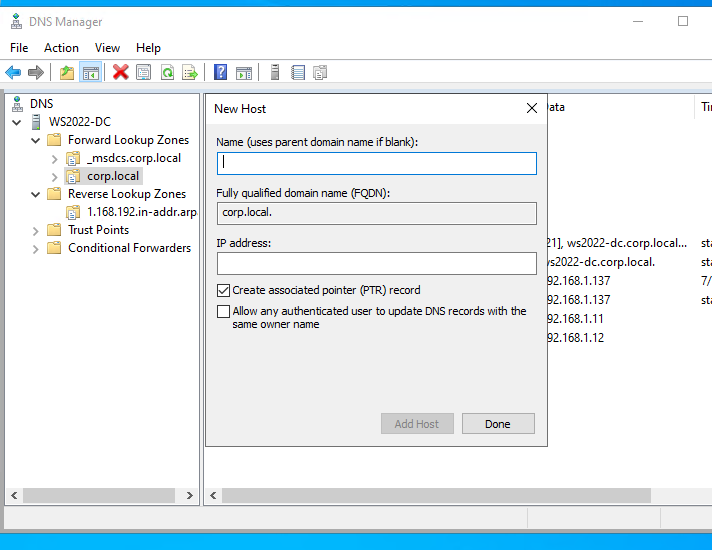 DNS Manager
File Action View Help
DNS
WS2022-DC
Forward Lookup Zones
_msdcs.corp.local
corp.local
Reverse Lookup Zones
1.168.192.in-addr.arp
Trust Points
Conditional Forwarders
New Host
Name (uses parent domain name if blank):
Fully qualified domain name (FQDN):
corp.local.
IP address:
Create associated pointer (PTR) record
Allow any authenticated user to update DNS records with the
same owner name
Add Host Done
ata Ti
21], ws2022-dc.corp.local... sta
s2022-dc.corp.local. sta
92.168.1.137 7/
92.168.1.137 sta
92.168.1.11
92.168.1.12